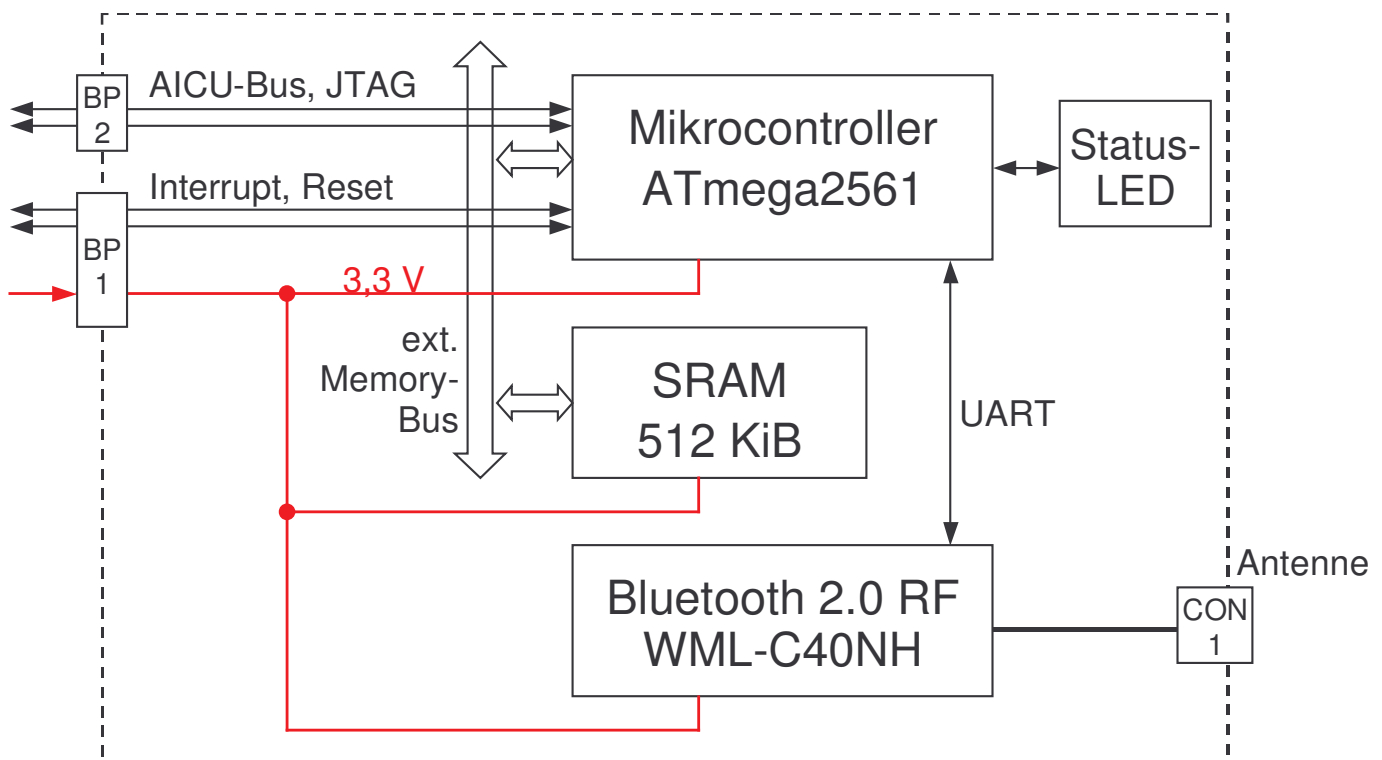 BP
2
AICU-Bus, JTAG
Mikrocontroller
ATmega2561
Status-
LED
Interrupt, Reset
BP
1
3,3 V
ext.
Memory-
Bus
SRAM
512 KiB
UART
Bluetooth 2.0 RF
WML-C40NH
Antenne
CON
1